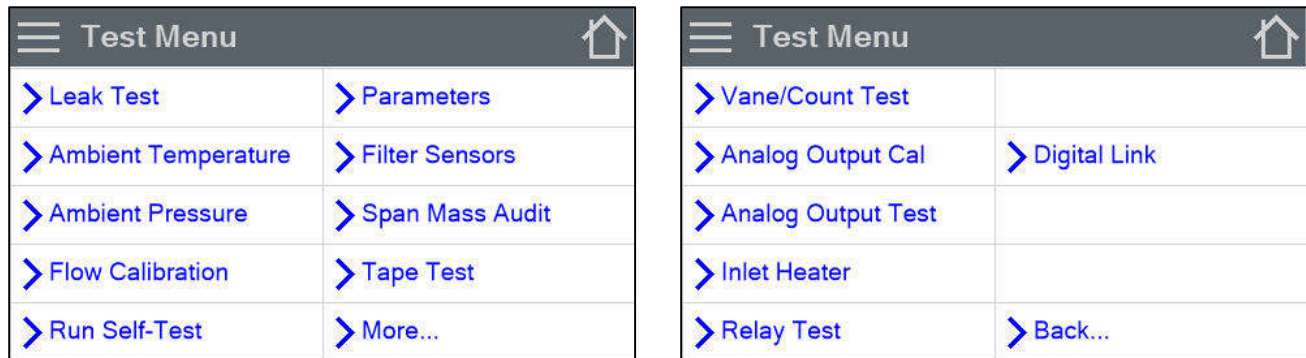 Test Menu
Leak Test
Parameters
Ambient Temperature
Filter Sensors
Ambient Pressure
Span Mass Audit
Flow Calibration
Tape Test
Run Self-Test
More...
Test Menu
Vane/Count Test
Analog Output Cal
Digital Link
Analog Output Test
Inlet Heater
Relay Test
Back...